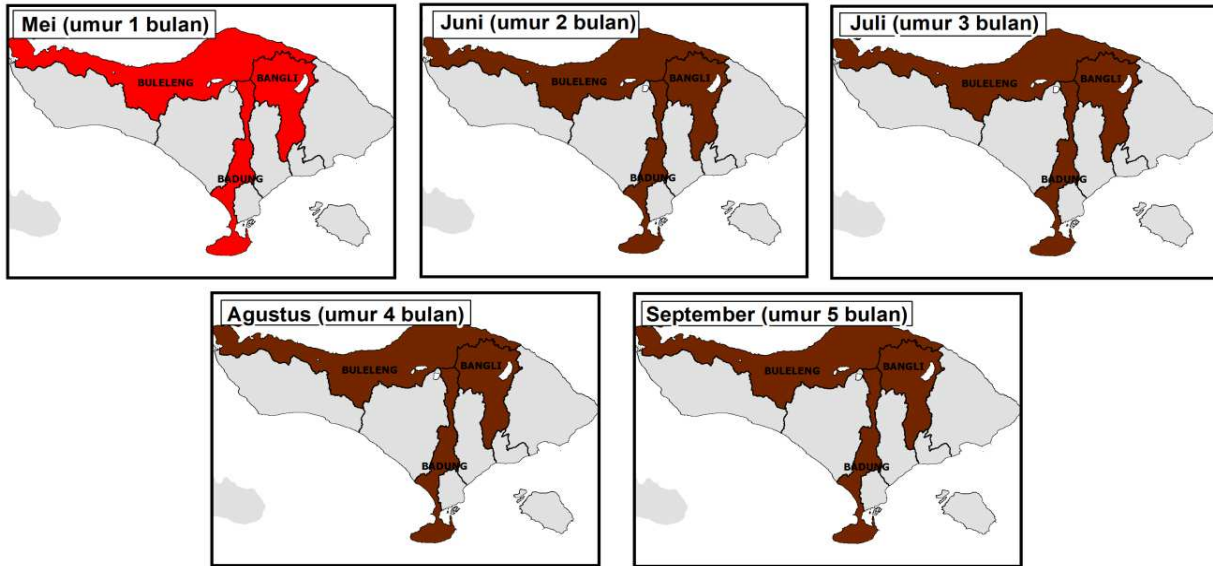 Mei (umur 1 bulan)
BULELENG
BANGLI
BADUNG
Juni (umur 2 bulan)
BULELENG
BANGLI
BADUNG
Juli (umur 3 bulan)
BULELENG
BANGLI
BADUNG
Agustus (umur 4 bulan)
BULELENG
BANGLI
BADUNG
September (umur 5 bulan)
BULELENG
BANGLI
BADUNG